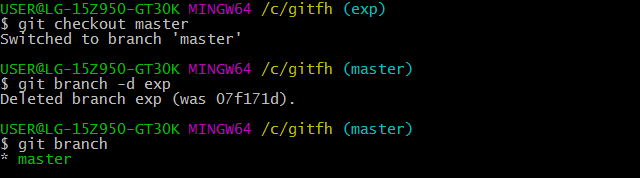 USER@LG-15Z950-GT30K MINGW64 /c/gitfh (exp)
$ git checkout master
Switched to branch 'master'
USER@LG-15Z950-GT30K MINGW64 /c/gitfh (master)
$ git branch -d exp
Deleted branch exp (was 07f171d).
USER@LG-15Z950-GT30K MINGW64 /c/gitfh (master)
$ git branch
* master